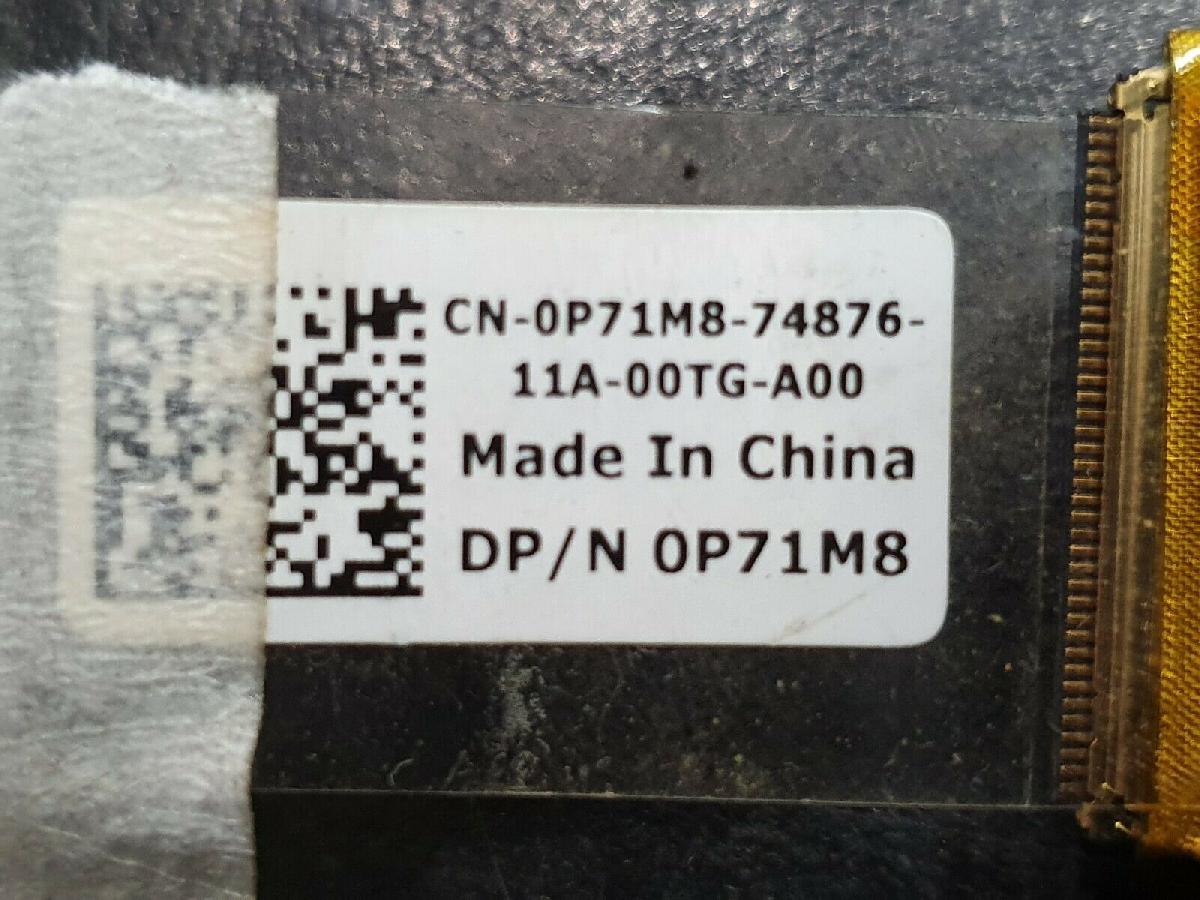 CN-0P71M8-74876-
11A-00TG-A00
Made In China
DP/N 0P71M8